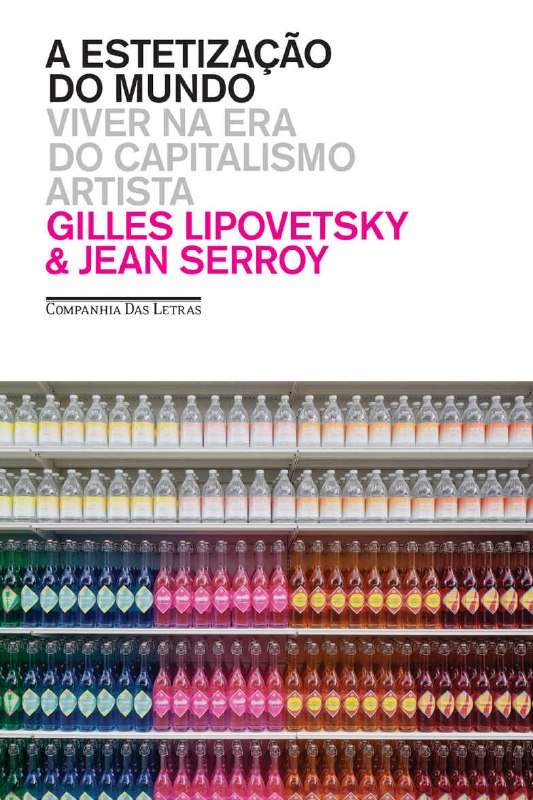 A ESTETIZAÇÃO
DO MUNDO
VIVER NA ERA
DO CAPITALISMO
ARTISTA
GILLES LIPOVETSKY
& JEAN SERROY
COMPANHIA DAS LETRAS